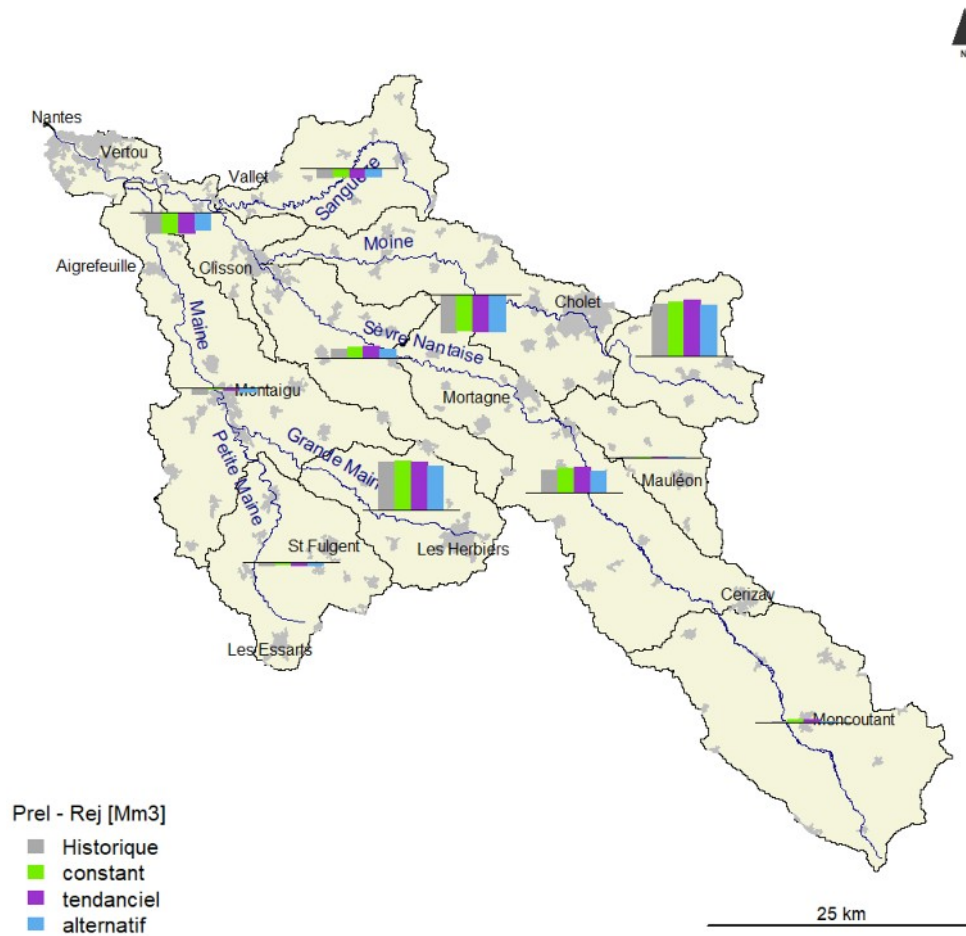 N
Nantes
Vertou
Vallet
Sanguèze
Moine
Aigrefeuille
Clisson
Cholet
Maine
Sèvre Nantaise
Montaigu
Mortagne
Petite Maine
Grande Main
Mauléon
St Fulgent
Les Herbiers
Cerizay
Les Essarts
Moncoutant
Prel - Rej [Mm3]
Historique
constant
tendanciel
alternatif
25 km